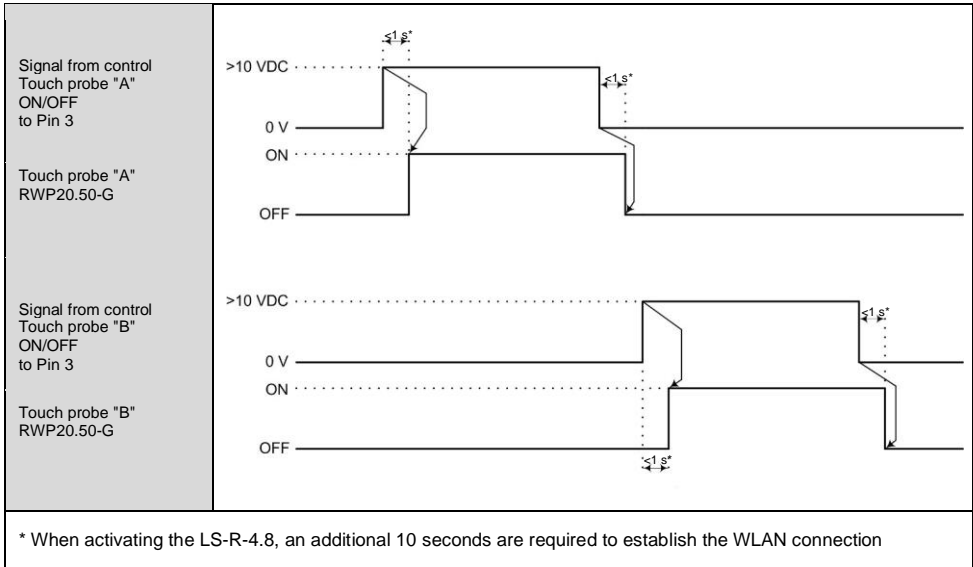 Signal from control
Touch probe "A"
ON/OFF
to Pin 3
Touch probe "A"
RWP20.50-G
<1 s*
>10 VDC
<1 s*
0 V
ON
OFF
Signal from control
Touch probe "B"
ON/OFF
to Pin 3
Touch probe "B"
RWP20.50-G
>10 VDC
<1 s*
0 V
ON
OFF
<1 s*
* When activating the LS-R-4.8, an additional 10 seconds are required to establish the WLAN connection